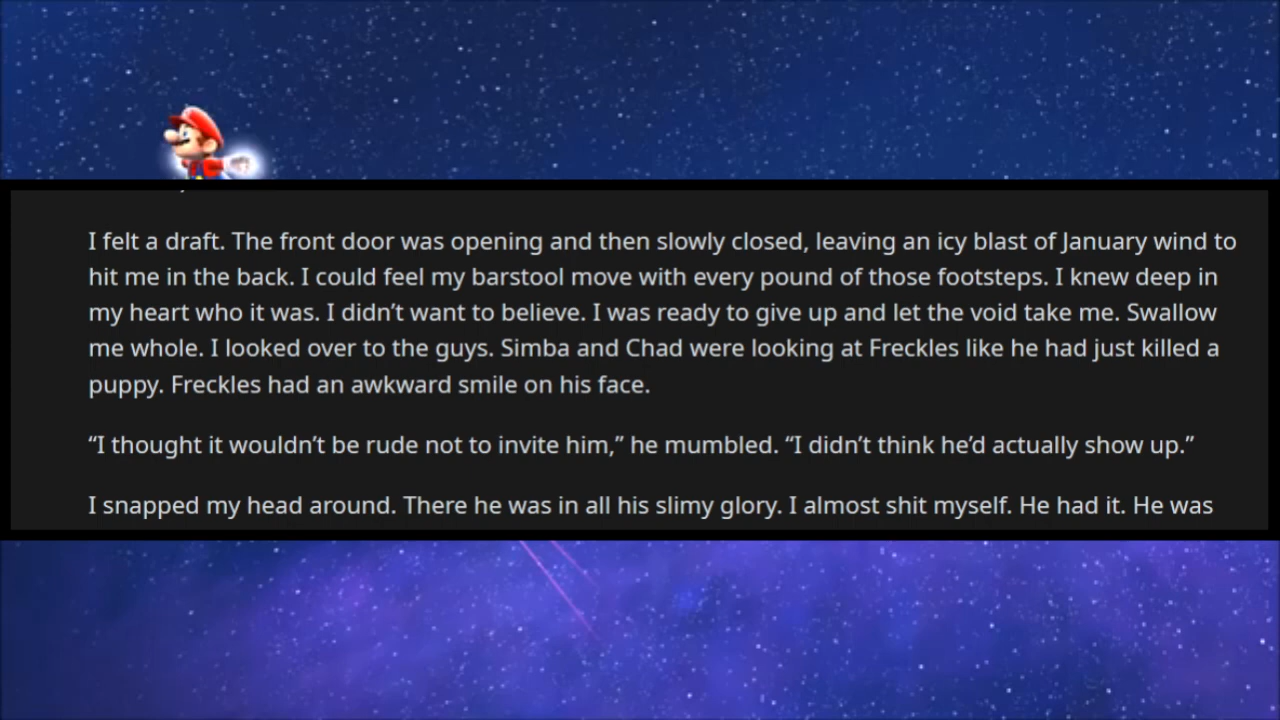 I felt a draft. The front door was opening and then slowly closed, leaving an icy blast of January wind to
hit me in the back. I could feel my barstool move with every pound of those footsteps. I knew deep in
my heart who it was. I didn’t want to believe. I was ready to give up and let the void take me. Swallow
me whole. I looked over to the guys. Simba and Chad were looking at Freckles like he had just killed a
puppy. Freckles had an awkward smile on his face.
“I thought it wouldn’t be rude not to invite him,” he mumbled. “I didn’t think he’d actually show up.”
I snapped my head around. There he was in all his slimy glory. I almost shit myself. He had it. He was